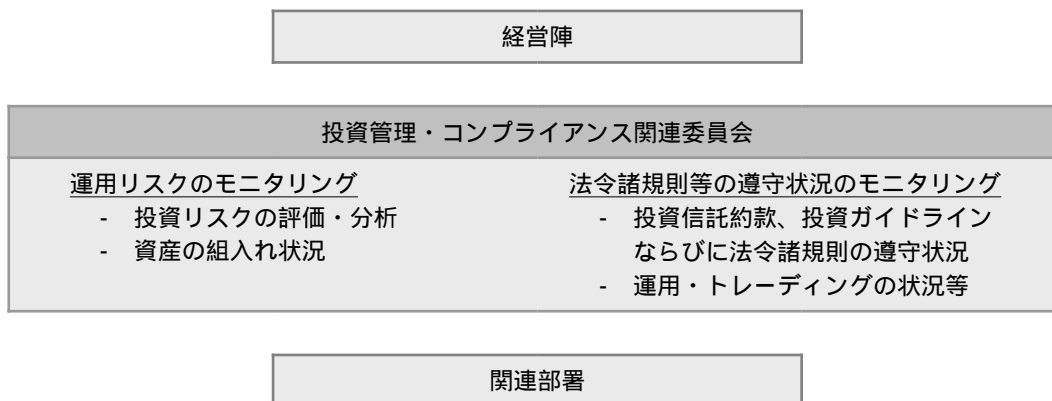 経営陣
投資管理・コンプライアンス関連委員会
運用リスクのモニタリング
- 投資リスクの評価・分析
- 資産の組入れ状況
法令諸規則等の遵守状況のモニタリング
- 投資信託約款、投資ガイドライン
ならびに法令諸規則の遵守状況
- 運用・トレーディングの状況等
関連部署